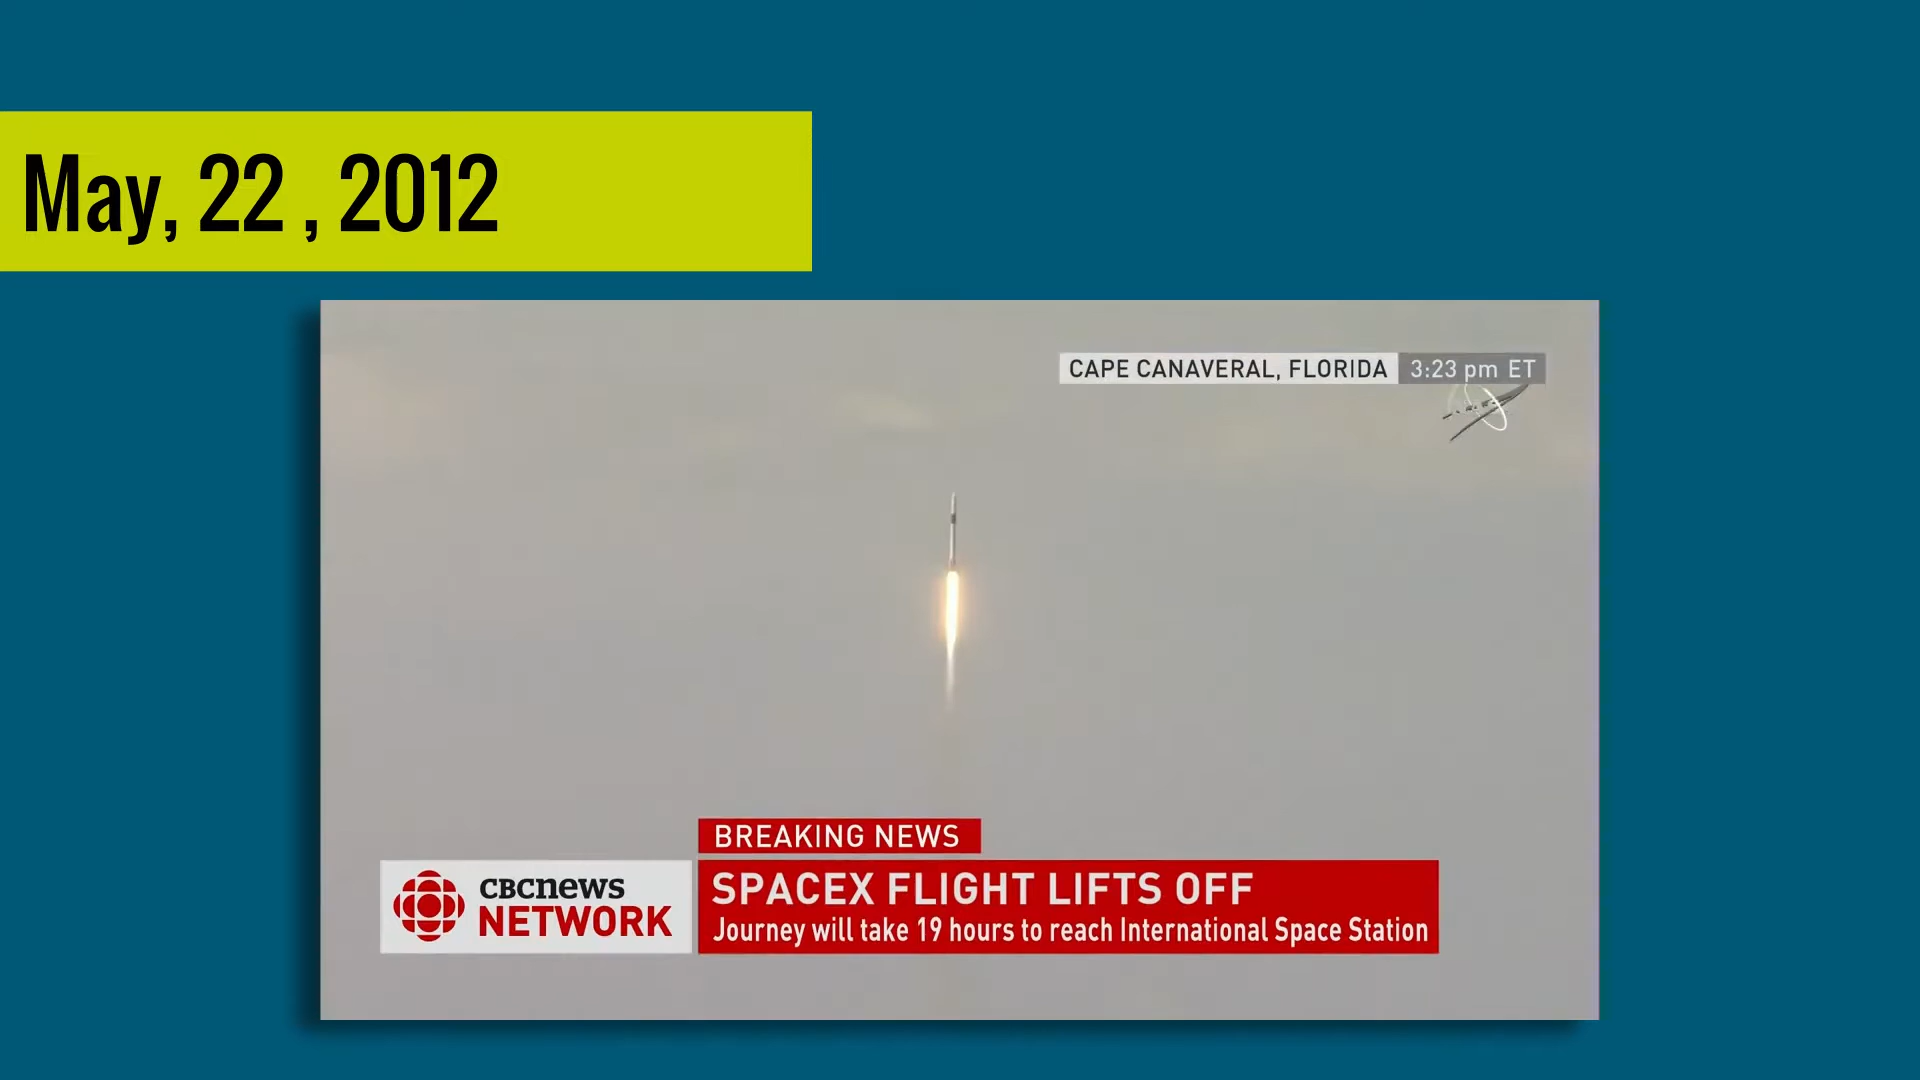 May, 22 , 2012
CAPE CANAVERAL, FLORIDA 3:23 pm ET
BREAKING NEWS
cbcnews
NETWORK
SPACEX FLIGHT LIFTS OFF
Journey will take 19 hours to reach International Space Station